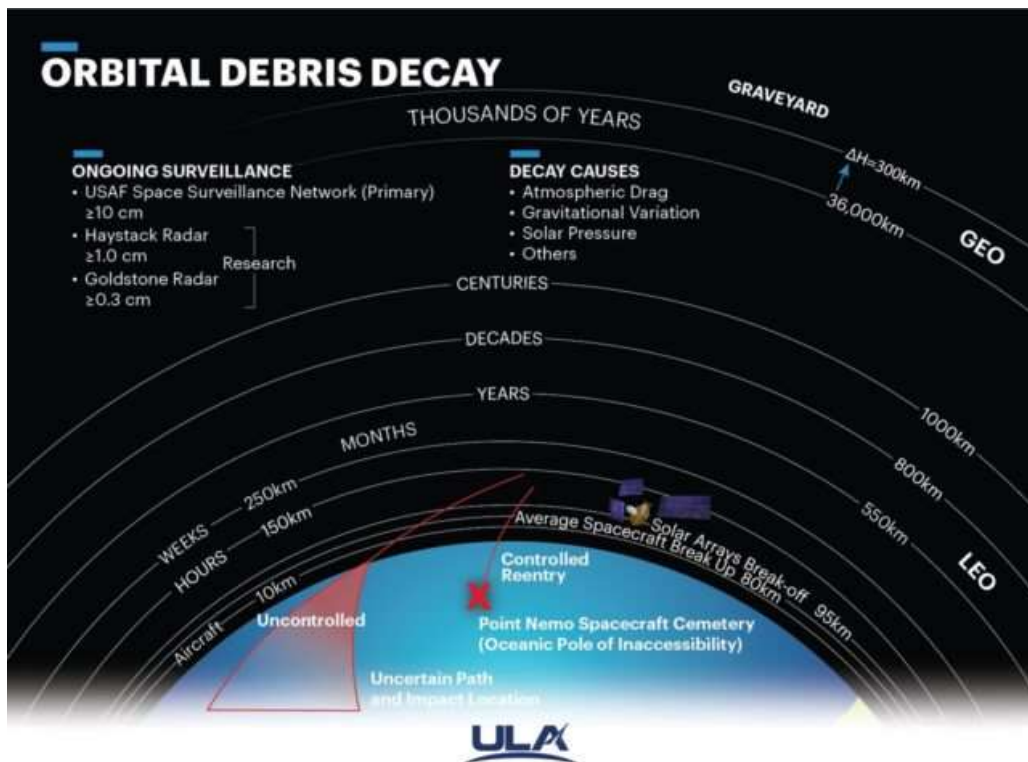 ORBITAL DEBRIS DECAY
GRAVEYARD
THOUSANDS OF YEARS
ΔH=300km
36,000km
GEO
ONGOING SURVEILLANCE
• USAF Space Surveillance Network (Primary)
≥10 cm
• Haystack Radar
≥1.0 cm
• Goldstone Radar
≥0.3 cm
Research
DECAY CAUSES
• Atmospheric Drag
• Gravitational Variation
• Solar Pressure
• Others
CENTURIES
DECADES
YEARS
MONTHS
1000km
800km
550km
LEO
WEEKS 250km
HOURS 150km
Solar Arrays Break-off 95km
Average Spacecraft Break Up 80km
Aircraft 10km
Controlled
Reentry
Uncontrolled
Point Nemo Spacecraft Cemetery
(Oceanic Pole of Inaccessibility)
Uncertain Path
and Impact Location
ULA